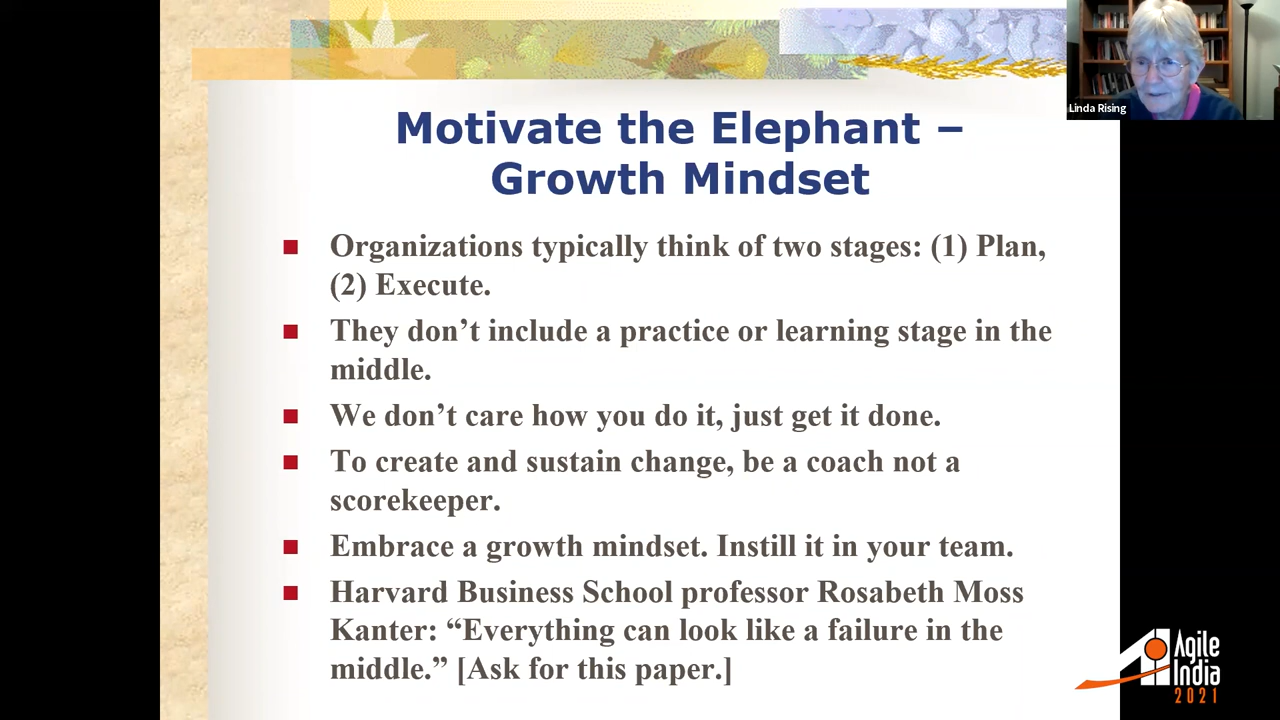 Linda Rising
Motivate the Elephant –
Growth Mindset
Organizations typically think of two stages: (1) Plan,
(2) Execute.
They don’t include a practice or learning stage in the
middle.
We don’t care how you do it, just get it done.
To create and sustain change, be a coach not a
scorekeeper.
Embrace a growth mindset. Instill it in your team.
Harvard Business School professor Rosabeth Moss
Kanter: “Everything can look like a failure in the
middle.” [Ask for this paper.]
Agile
India
2021